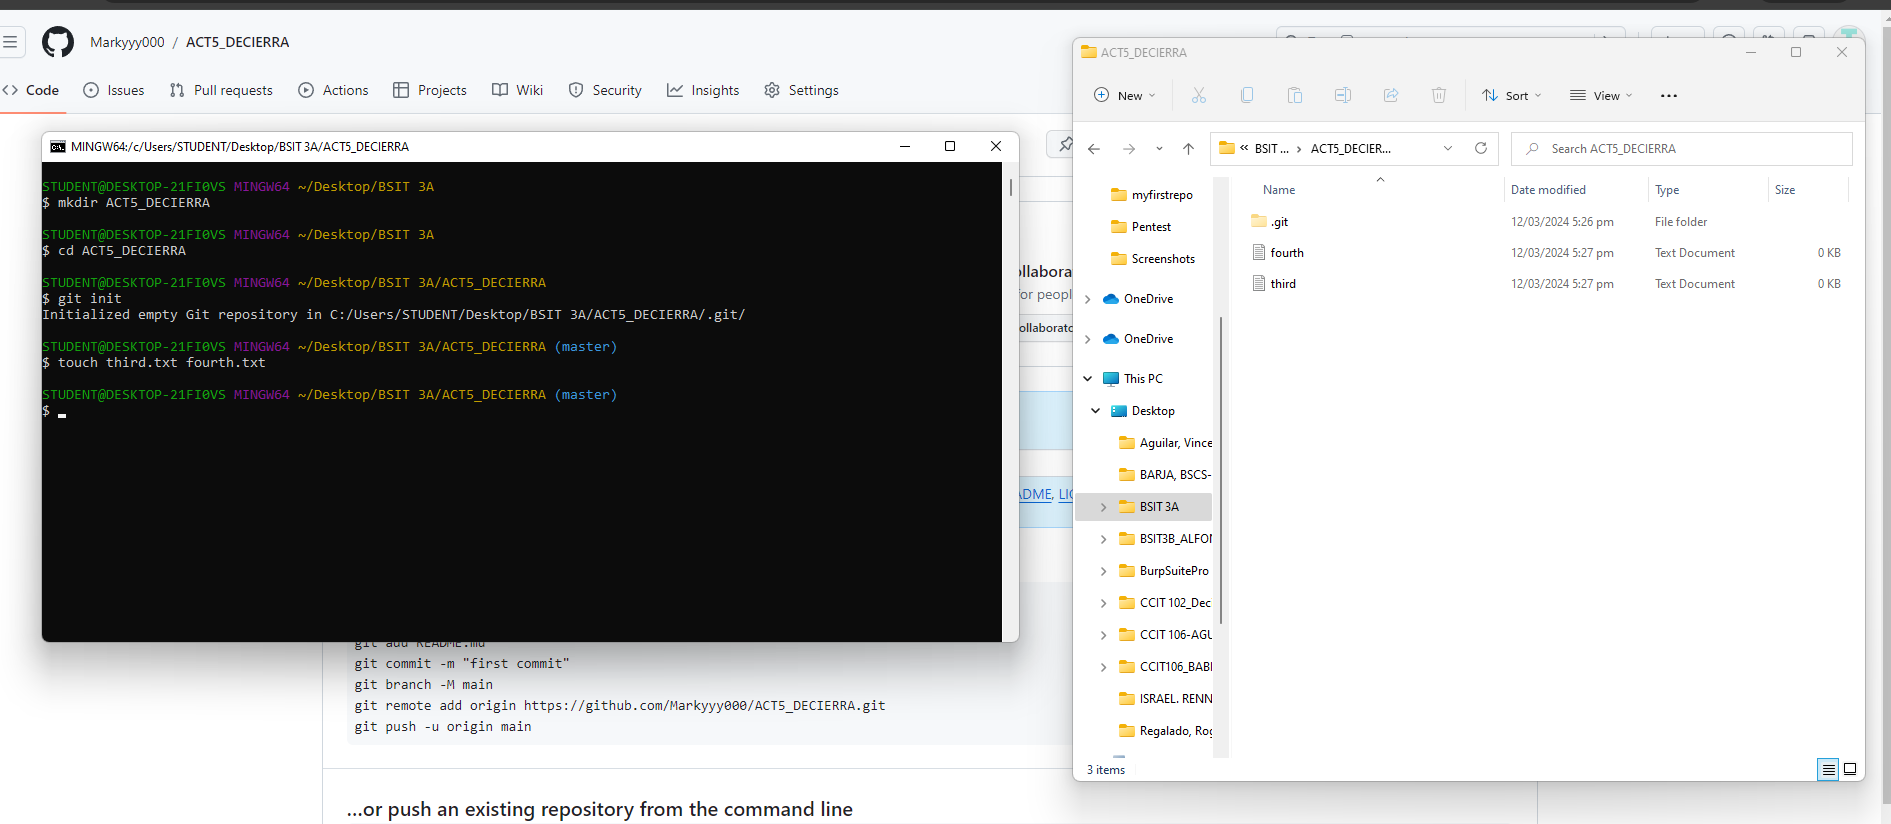 Markyyy000 / ACT5_DECIERRA
Code Issues Pull requests Actions Projects Wiki Security Insights Settings
MINGW64:/c/Users/STUDENT/Desktop/BSIT 3A/ACT5_DECIERRA
STUDENT@DESKTOP-21FI0VS MINGW64 ~/Desktop/BSIT 3A
$ mkdir ACT5_DECIERRA
STUDENT@DESKTOP-21FI0VS MINGW64 ~/Desktop/BSIT 3A
$ cd ACT5_DECIERRA
STUDENT@DESKTOP-21FI0VS MINGW64 ~/Desktop/BSIT 3A/ACT5_DECIERRA
$ git init
Initialized empty Git repository in C:/Users/STUDENT/Desktop/BSIT 3A/ACT5_DECIERRA/.git/
STUDENT@DESKTOP-21FI0VS MINGW64 ~/Desktop/BSIT 3A/ACT5_DECIERRA (master)
$ touch third.txt fourth.txt
STUDENT@DESKTOP-21FI0VS MINGW64 ~/Desktop/BSIT 3A/ACT5_DECIERRA (master)
$
ollabora
for peopl
ollaborato
ADME, LIC
git add README.md
git commit -m "first commit"
git branch -M main
git remote add origin https://github.com/Markyyy000/ACT5_DECIERRA.git
git push -u origin main
...or push an existing repository from the command line
ACT5_DECIERRA
New Sort View
« BSIT ... › ACT5_DECIER...
Search ACT5_DECIERRA
myfirstrepo
Pentest
Screenshots
OneDrive
OneDrive
This PC
Desktop
Aguilar, Vince
BARJA, BSCS-
BSIT 3A
BSIT3B_ALFON
BurpSuitePro
CCIT 102_Dec
CCIT 106-AGU
CCIT106_BABI
ISRAEL. RENN
Regalado, Rog
Name Date modified Type Size
.git 12/03/2024 5:26 pm File folder
fourth 12/03/2024 5:27 pm Text Document 0 KB
third 12/03/2024 5:27 pm Text Document 0 KB
3 items